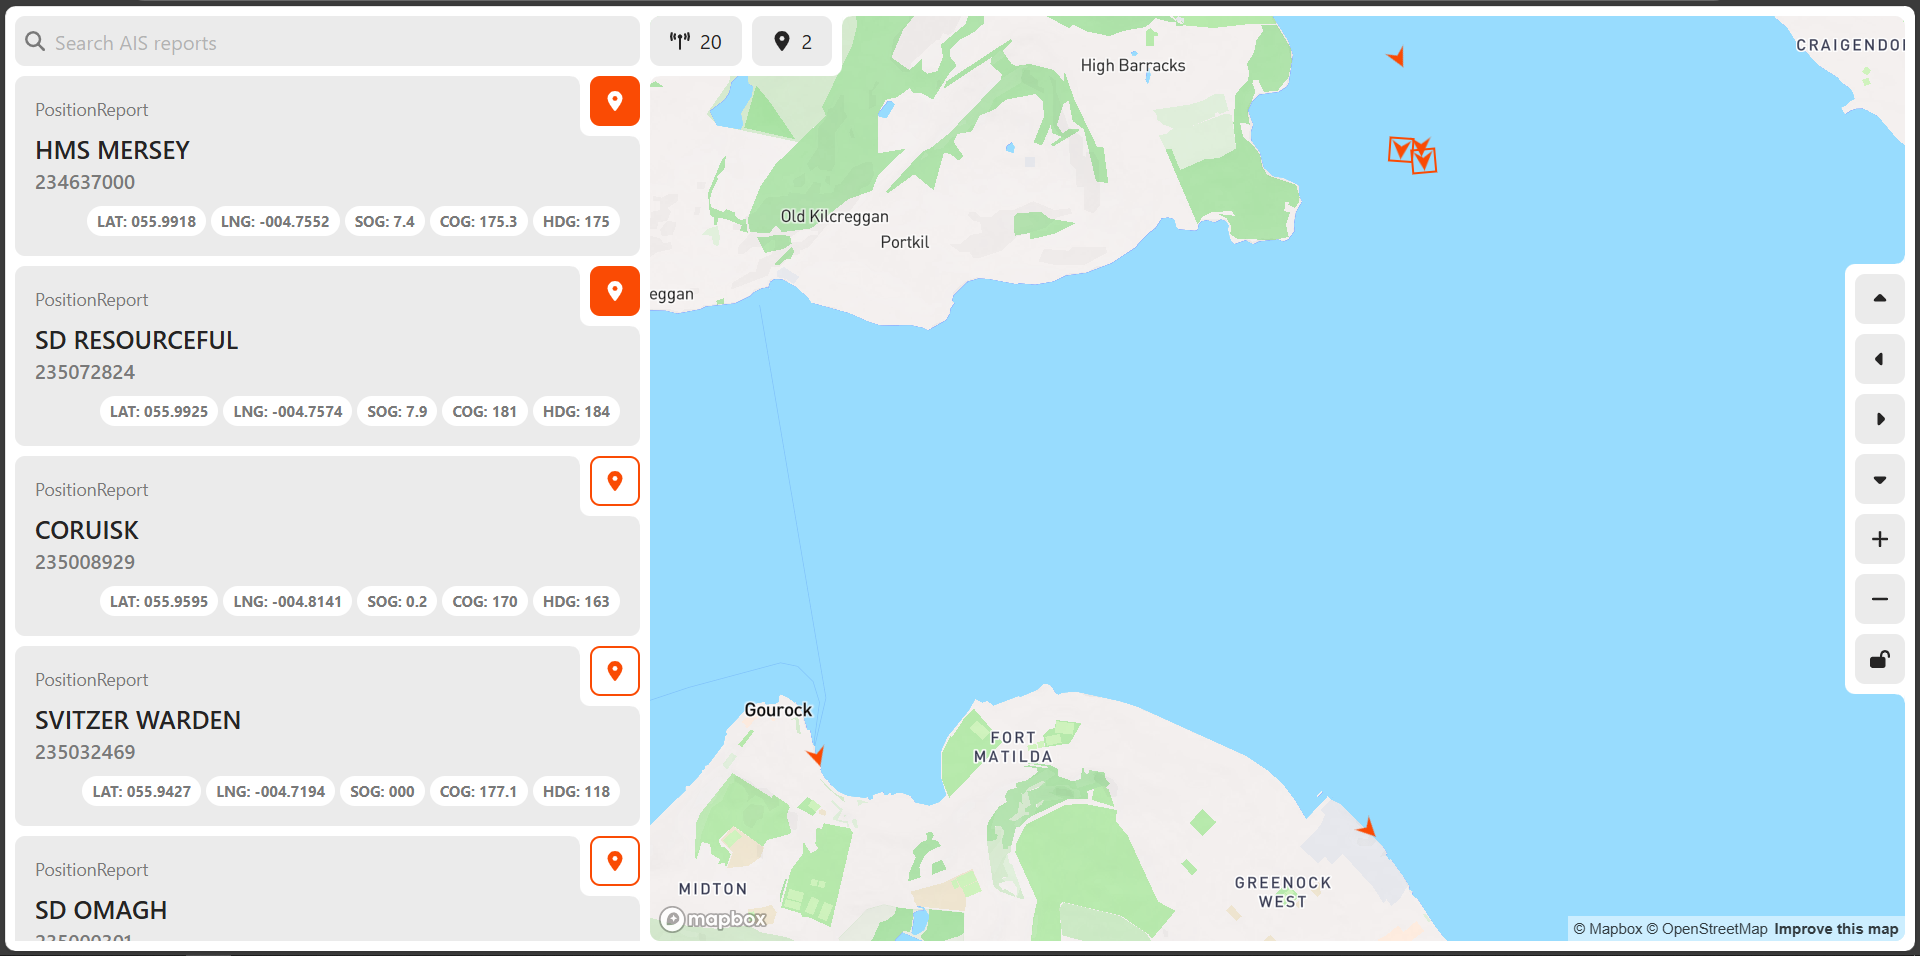 Search AIS reports
20
2
PositionReport
HMS MERSEY
234637000
LAT: 055.9918 LNG: -004.7552 SOG: 7.4 COG: 175.3 HDG: 175
PositionReport
SD RESOURCEFUL
235072824
LAT: 055.9925 LNG: -004.7574 SOG: 7.9 COG: 181 HDG: 184
PositionReport
CORUISK
235008929
LAT: 055.9595 LNG: -004.8141 SOG: 0.2 COG: 170 HDG: 163
PositionReport
SVITZER WARDEN
235032469
LAT: 055.9427 LNG: -004.7194 SOG: 000 COG: 177.1 HDG: 118
PositionReport
SD OMAGH
CRAIGENDO
High Barracks
Old Kilcreggan
Portkil
eggan
Gourock
FORT
MATILDA
MIDTON
GREENOCK
WEST
mapbox
© Mapbox © OpenStreetMap Improve this map